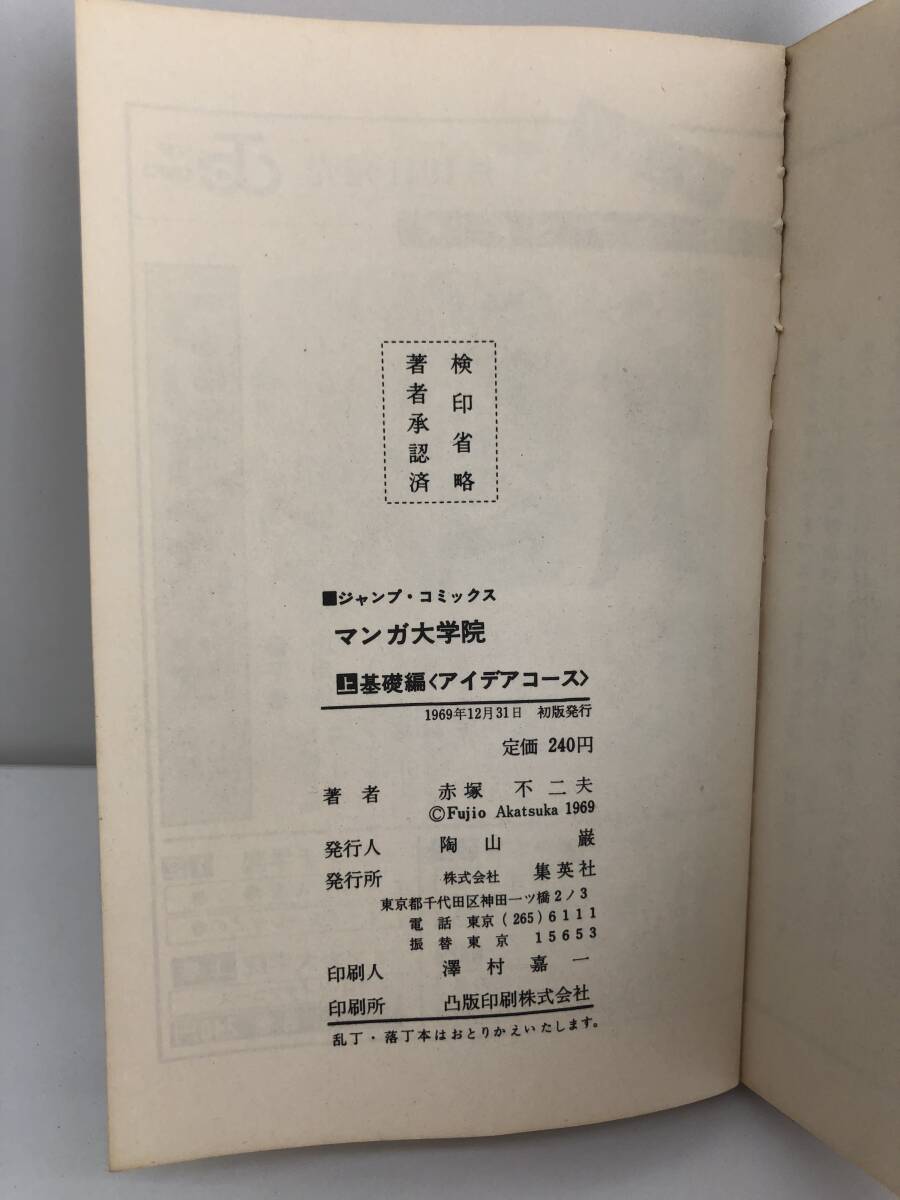 検印省略
著者承認済
■ジャンプ・コミックス
マンガ大学院
上基礎編〈アイデアコース〉
1969年12月31日 初版発行
定価 240円
著者 赤塚不二夫
©Fujio Akatsuka 1969
発行人 陶山巌
発行所 株式会社 集英社
東京都千代田区神田一ツ橋2ノ3
電話 東京(265)6111
振替東京 15653
印刷人 澤村嘉一
印刷所 凸版印刷株式会社
乱丁・落丁本はおとりかえいたします。